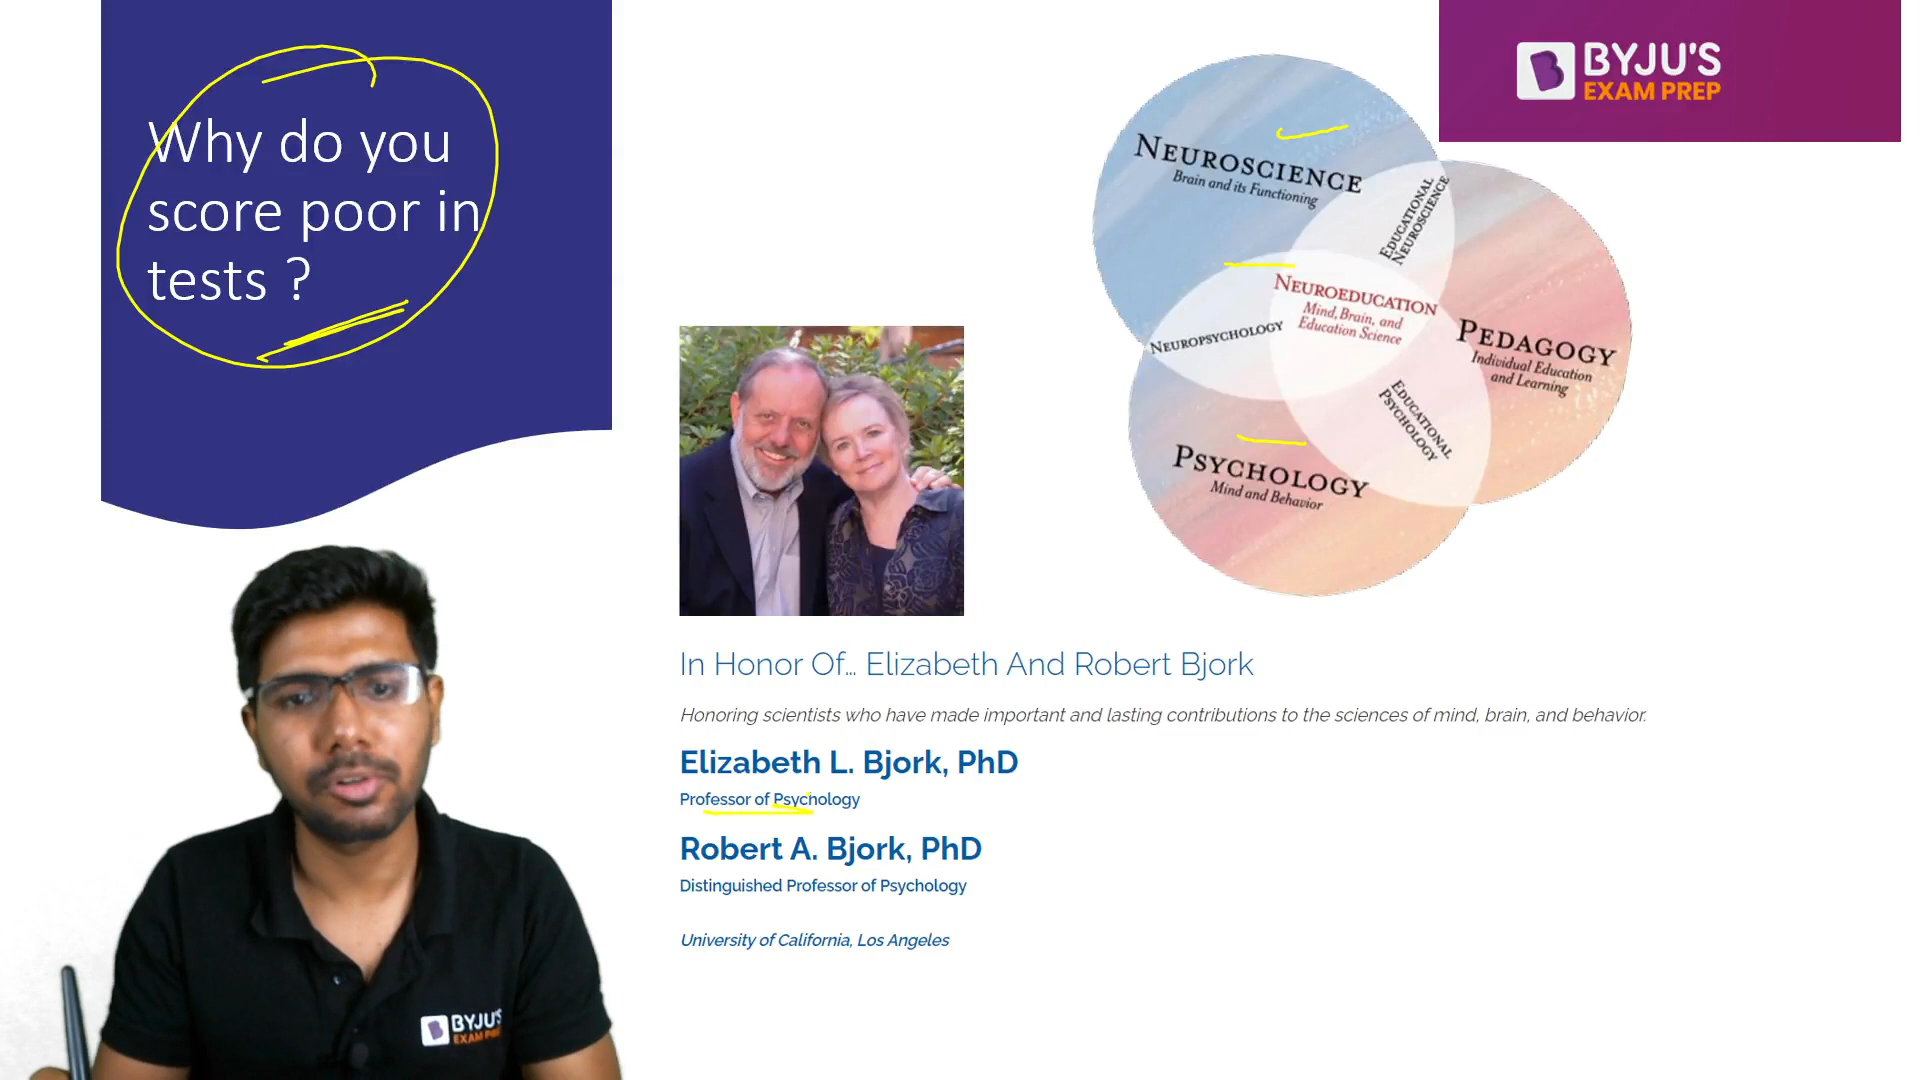 Why do you
score poor in
tests ?
BYJU'S
EXAM PREP
NEUROSCIENCE
Brain and its Functioning
EDUCATIONAL
NEUROSCIENCE
NEUROEDUCATION
Mind, Brain, and
Education Science
NEUROPSYCHOLOGY
PEDAGOGY
Individual Education
and Learning
EDUCATIONAL
PSYCHOLOGY
PSYCHOLOGY
Mind and Behavior
In Honor Of... Elizabeth And Robert Bjork
Honoring scientists who have made important and lasting contributions to the sciences of mind, brain, and behavior.
Elizabeth L. Bjork, PhD
Professor of Psychology
Robert A. Bjork, PhD
Distinguished Professor of Psychology
University of California, Los Angeles
BYJU'S
EXAM PREP